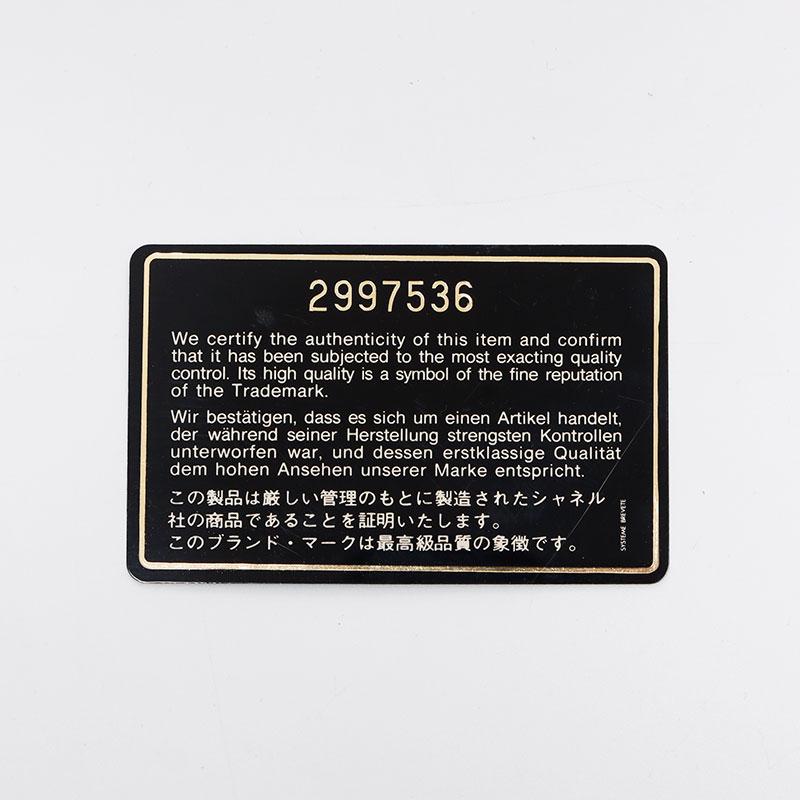 2997536
We certify the authenticity of this item and confirm
that it has been subjected to the most exacting quality
control. Its high quality is a symbol of the fine reputation
of the Trademark.
Wir bestätigen, dass es sich um einen Artikel handelt,
der während seiner Herstellung strengsten Kontrollen
unterworfen war, und dessen erstklassige Qualität
dem hohen Ansehen unserer Marke entspricht.
この製品は厳しい管理のもとに製造されたシャネル
社の商品であることを証明いたします。
このブランド・マークは最高級品質の象徴です。
SYSTEME BREVETE